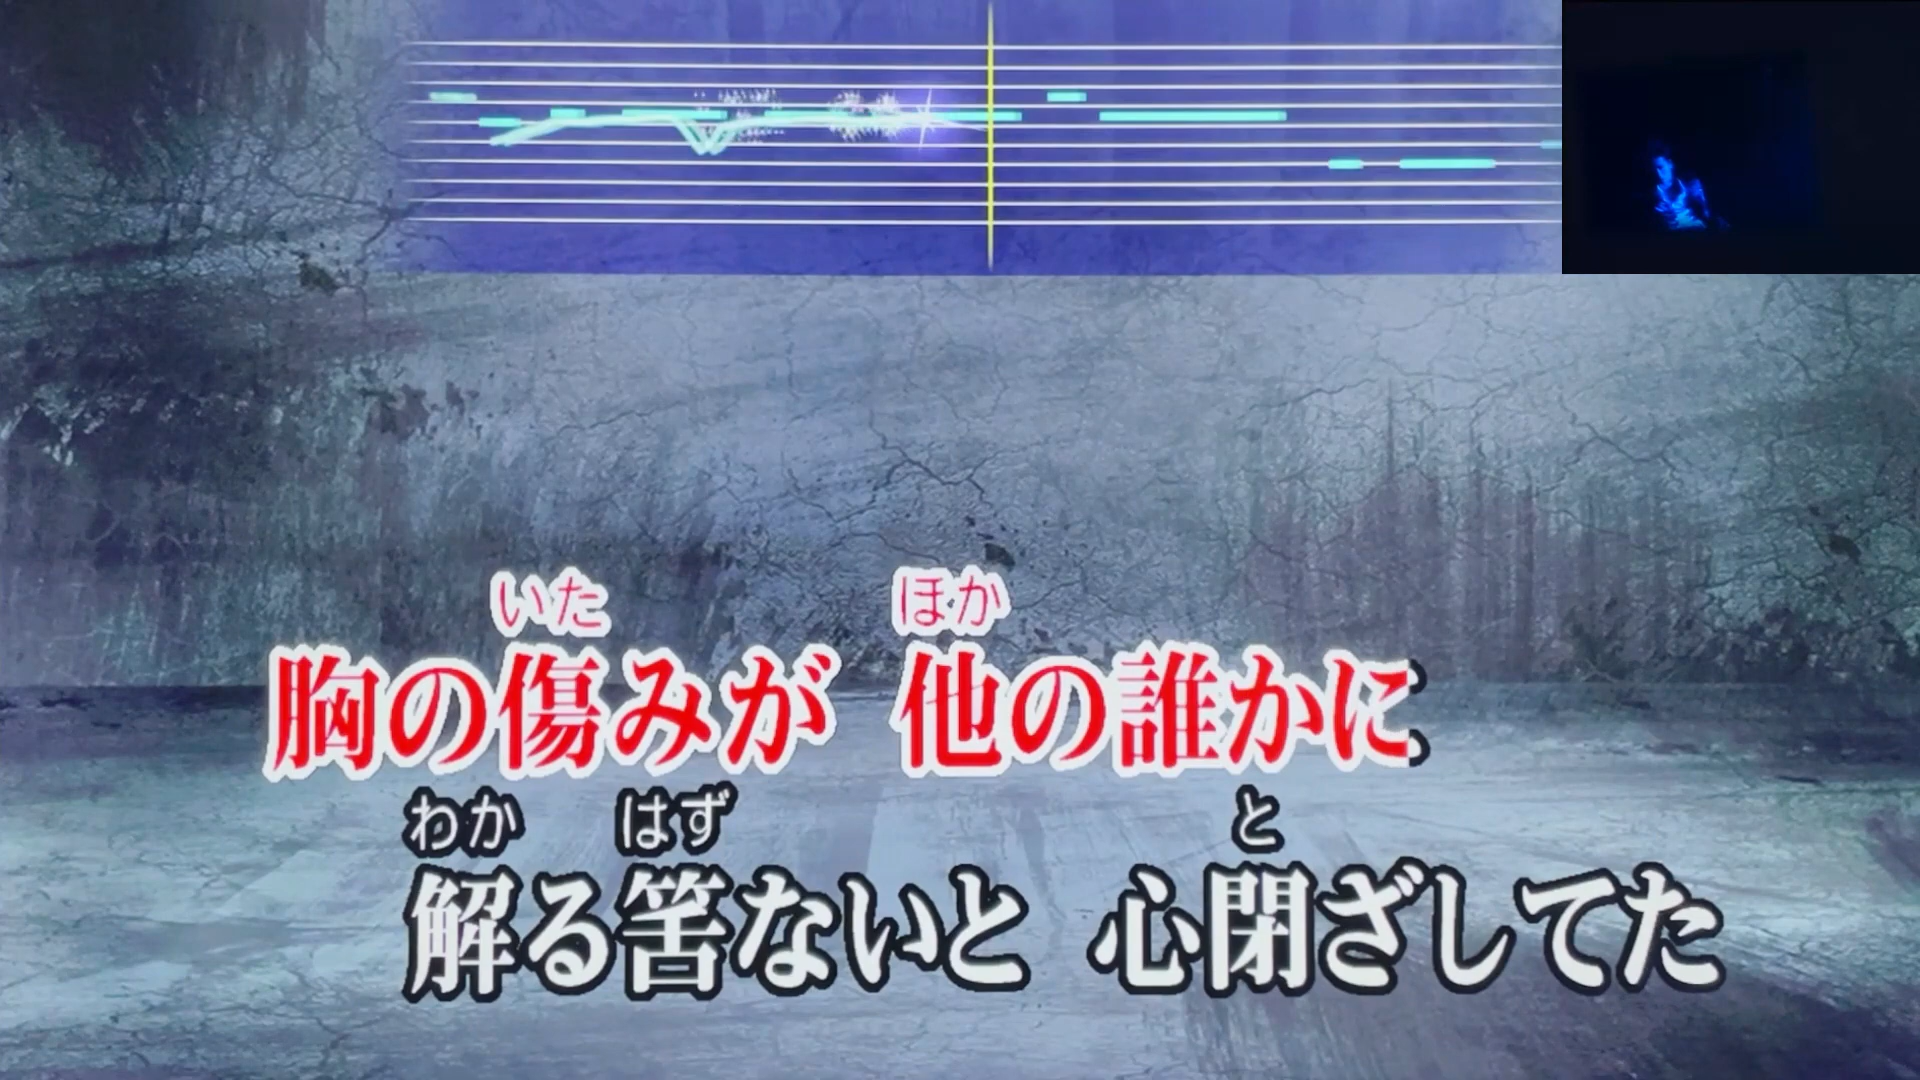 いた ほか
胸の傷みが 他の誰かに
わか はず と
解る筈ないと 心閉ざしてた